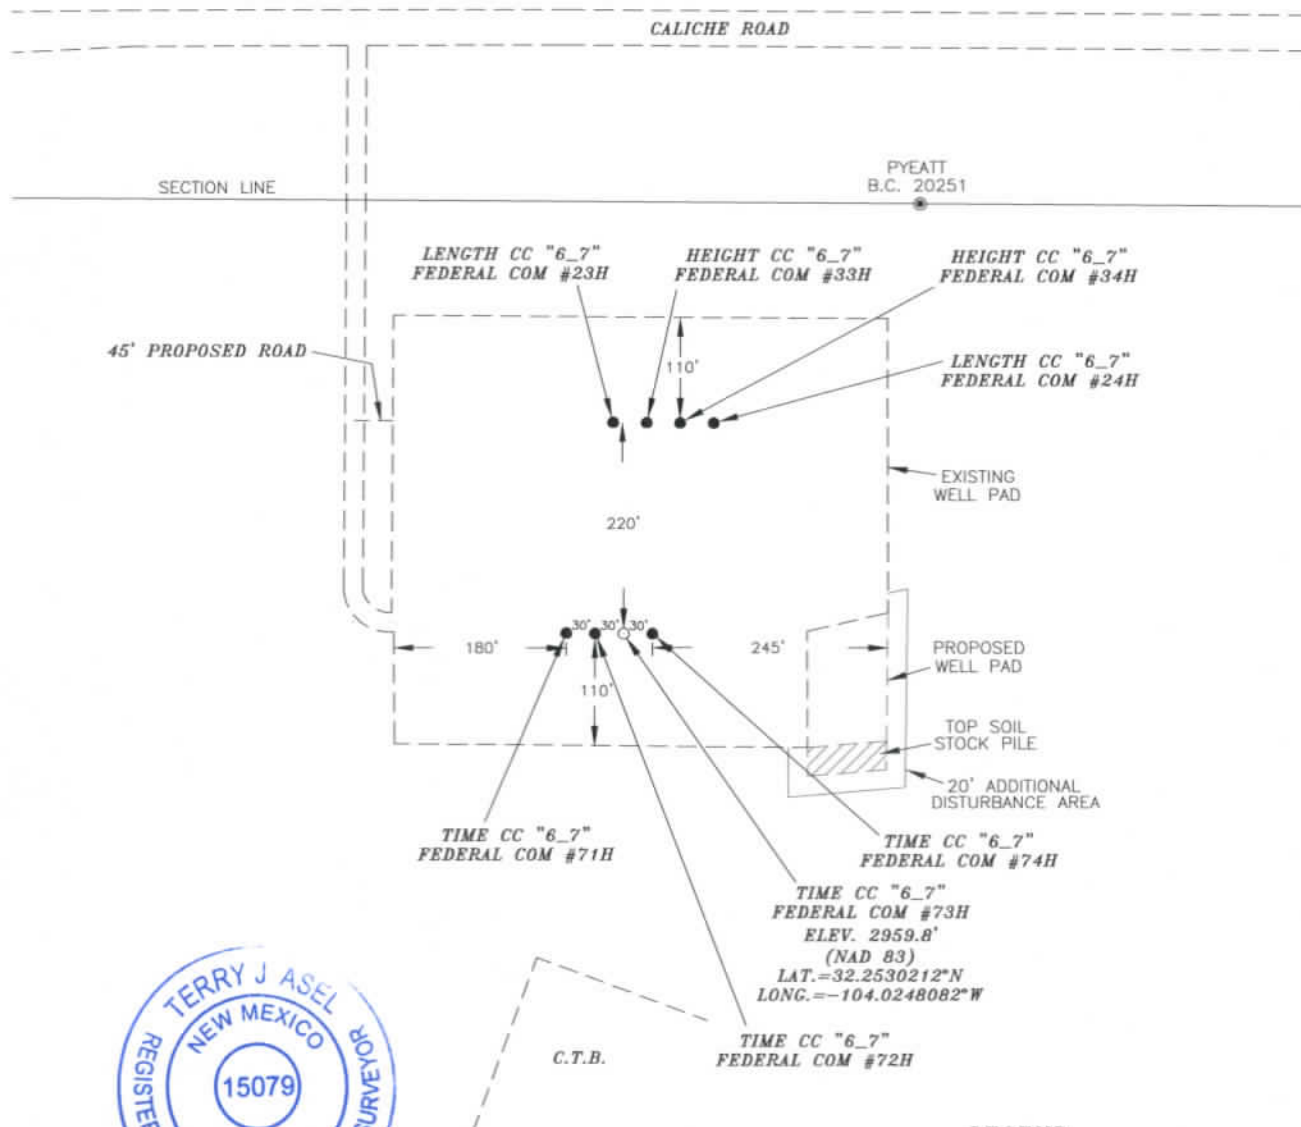 CALICHE ROAD
PYEATT
B.C. 20251
SECTION LINE
LENGTH CC "6_7"
FEDERAL COM #23H
HEIGHT CC "6_7"
FEDERAL COM #33H
HEIGHT CC "6_7"
FEDERAL COM #34H
45' PROPOSED ROAD
110'
LENGTH CC "6_7"
FEDERAL COM #24H
EXISTING
WELL PAD
220'
30' 30' 30'
180'
245'
110'
PROPOSED
WELL PAD
TOP SOIL
STOCK PILE
20' ADDITIONAL
DISTURBANCE AREA
TIME CC "6_7"
FEDERAL COM #71H
TIME CC "6_7"
FEDERAL COM #74H
TIME CC "6_7"
FEDERAL COM #73H
ELEV. 2959.8'
(NAD 83)
LAT.=32.2530212°N
LONG.=-104.0248082°W
TIME CC "6_7"
FEDERAL COM #72H
C.T.B.
TERRY J ASEL
NEW MEXICO
15079
SURVEYOR